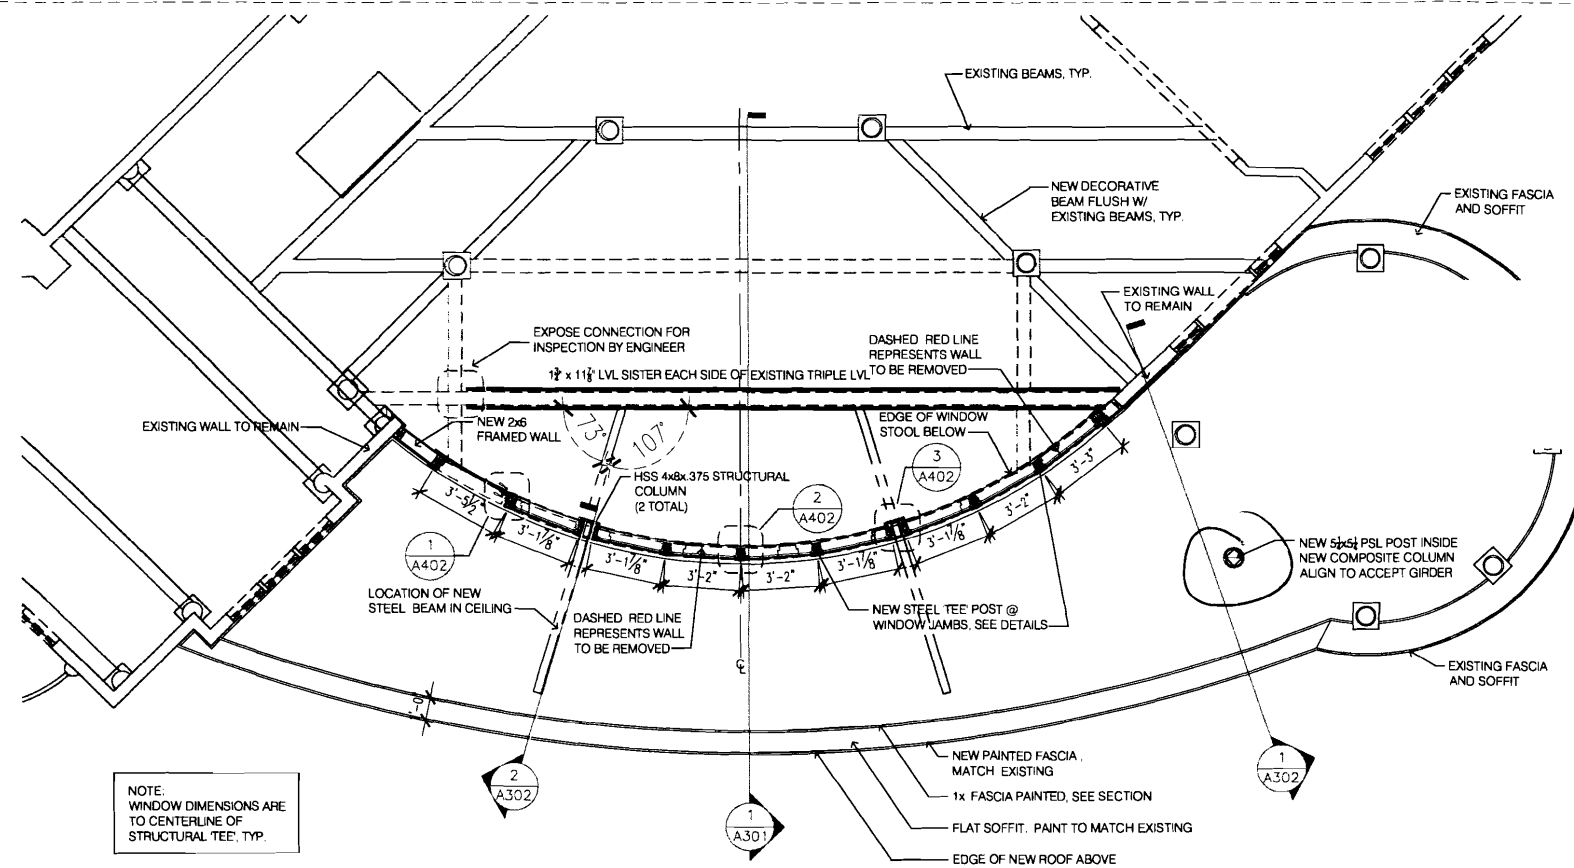 EXISTING BEAMS, TYP.
NEW DECORATIVE
BEAM FLUSH W/
EXISTING BEAMS, TYP.
EXISTING FASCIA
AND SOFFIT
EXISTING WALL
TO REMAIN
EXPOSE CONNECTION FOR
INSPECTION BY ENGINEER
DASHED RED LINE
REPRESENTS WALL
TO BE REMOVED
1¾" x 11⅞" LVL SISTER EACH SIDE OF EXISTING TRIPLE LVL
EXISTING WALL TO REMAIN
NEW 2x6
FRAMED WALL
73°
107°
EDGE OF WINDOW
STOOL BELOW
HSS 4x8x.375 STRUCTURAL
COLUMN
(2 TOTAL)
3
A402
2
A402
1
A402
3'-5½"
3'-1⅛"
3'-1⅛"
3'-2"
3'-2"
3'-1⅛"
3'-1⅛"
3'-2"
3'-3"
LOCATION OF NEW
STEEL BEAM IN CEILING
DASHED RED LINE
REPRESENTS WALL
TO BE REMOVED
NEW STEEL 'TEE' POST @
WINDOW JAMBS, SEE DETAILS
NEW 5¼x5¼ PSL POST INSIDE
NEW COMPOSITE COLUMN
ALIGN TO ACCEPT GIRDER
EXISTING FASCIA
AND SOFFIT
NEW PAINTED FASCIA,
MATCH EXISTING
1x FASCIA PAINTED, SEE SECTION
FLAT SOFFIT. PAINT TO MATCH EXISTING
EDGE OF NEW ROOF ABOVE
2
A302
1
A301
1
A302
NOTE:
WINDOW DIMENSIONS ARE
TO CENTERLINE OF
STRUCTURAL 'TEE', TYP.